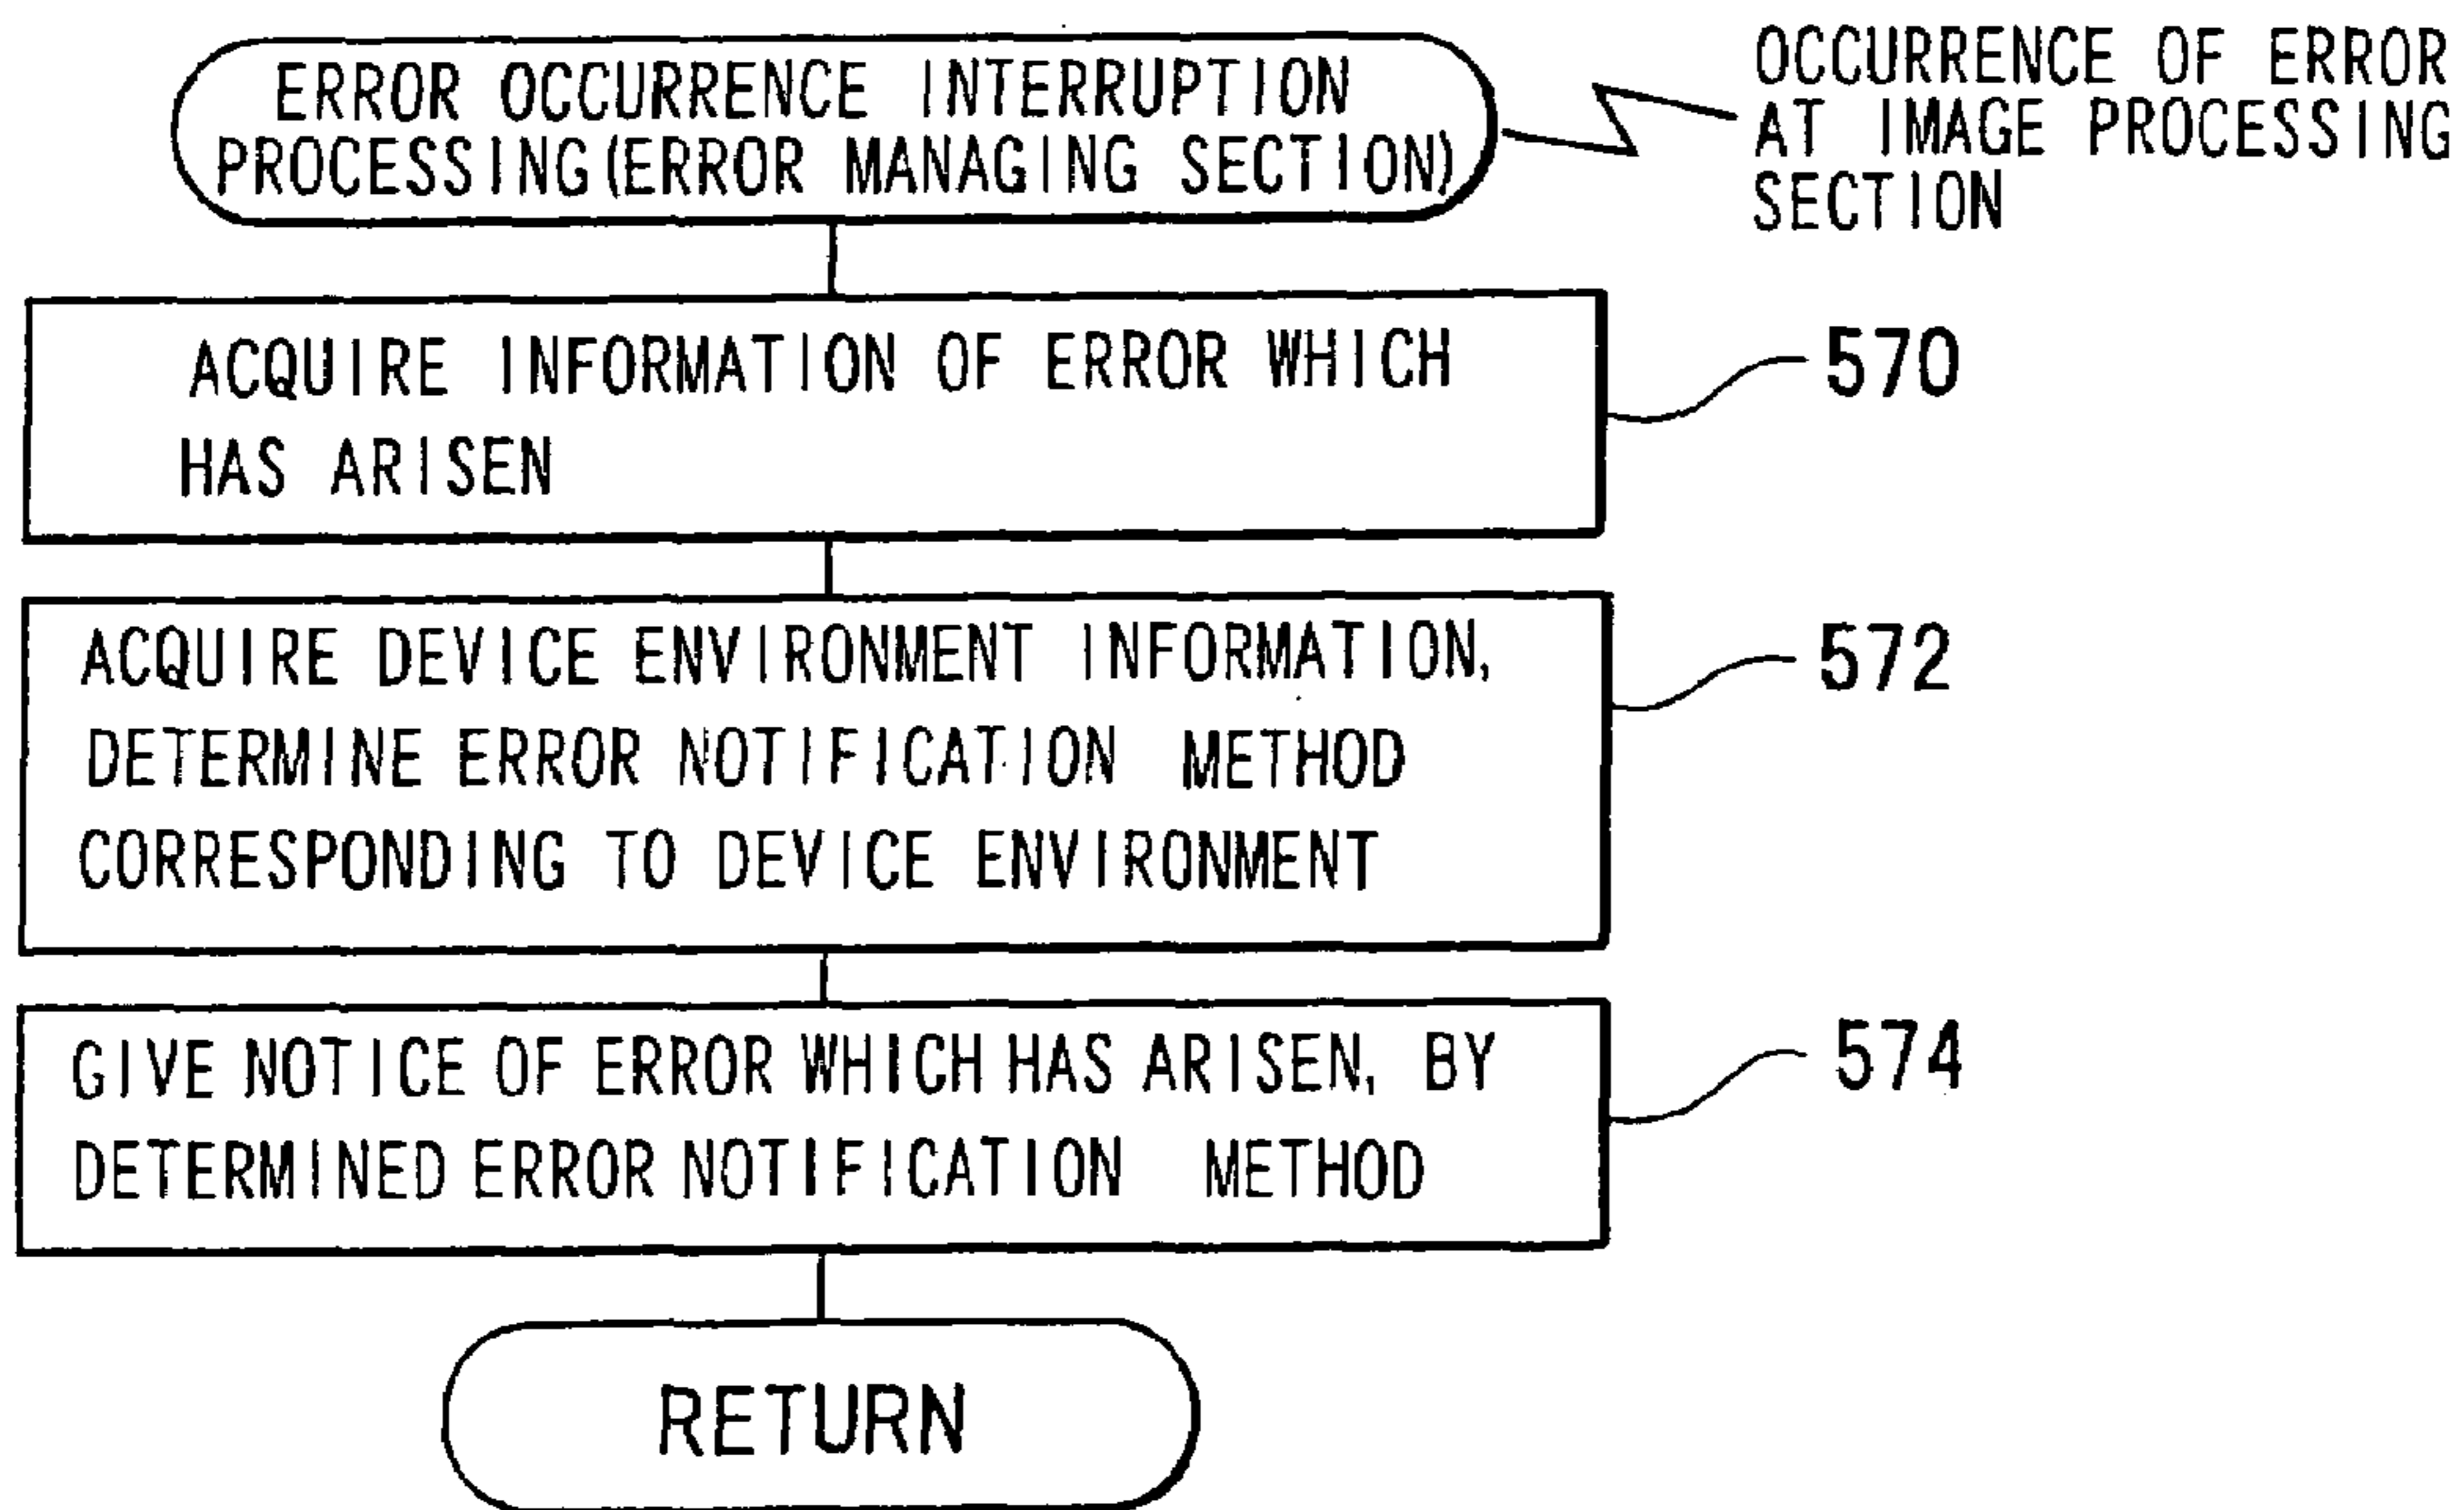 ERROR OCCURRENCE INTERRUPTION
PROCESSING(ERROR MANAGING SECTION)
OCCURRENCE OF ERROR
AT IMAGE PROCESSING
SECTION
ACQUIRE INFORMATION OF ERROR WHICH
HAS ARISEN
570
ACQUIRE DEVICE ENVIRONMENT INFORMATION,
DETERMINE ERROR NOTIFICATION METHOD
CORRESPONDING TO DEVICE ENVIRONMENT
572
GIVE NOTICE OF ERROR WHICH HAS ARISEN, BY
DETERMINED ERROR NOTIFICATION METHOD
574
RETURN